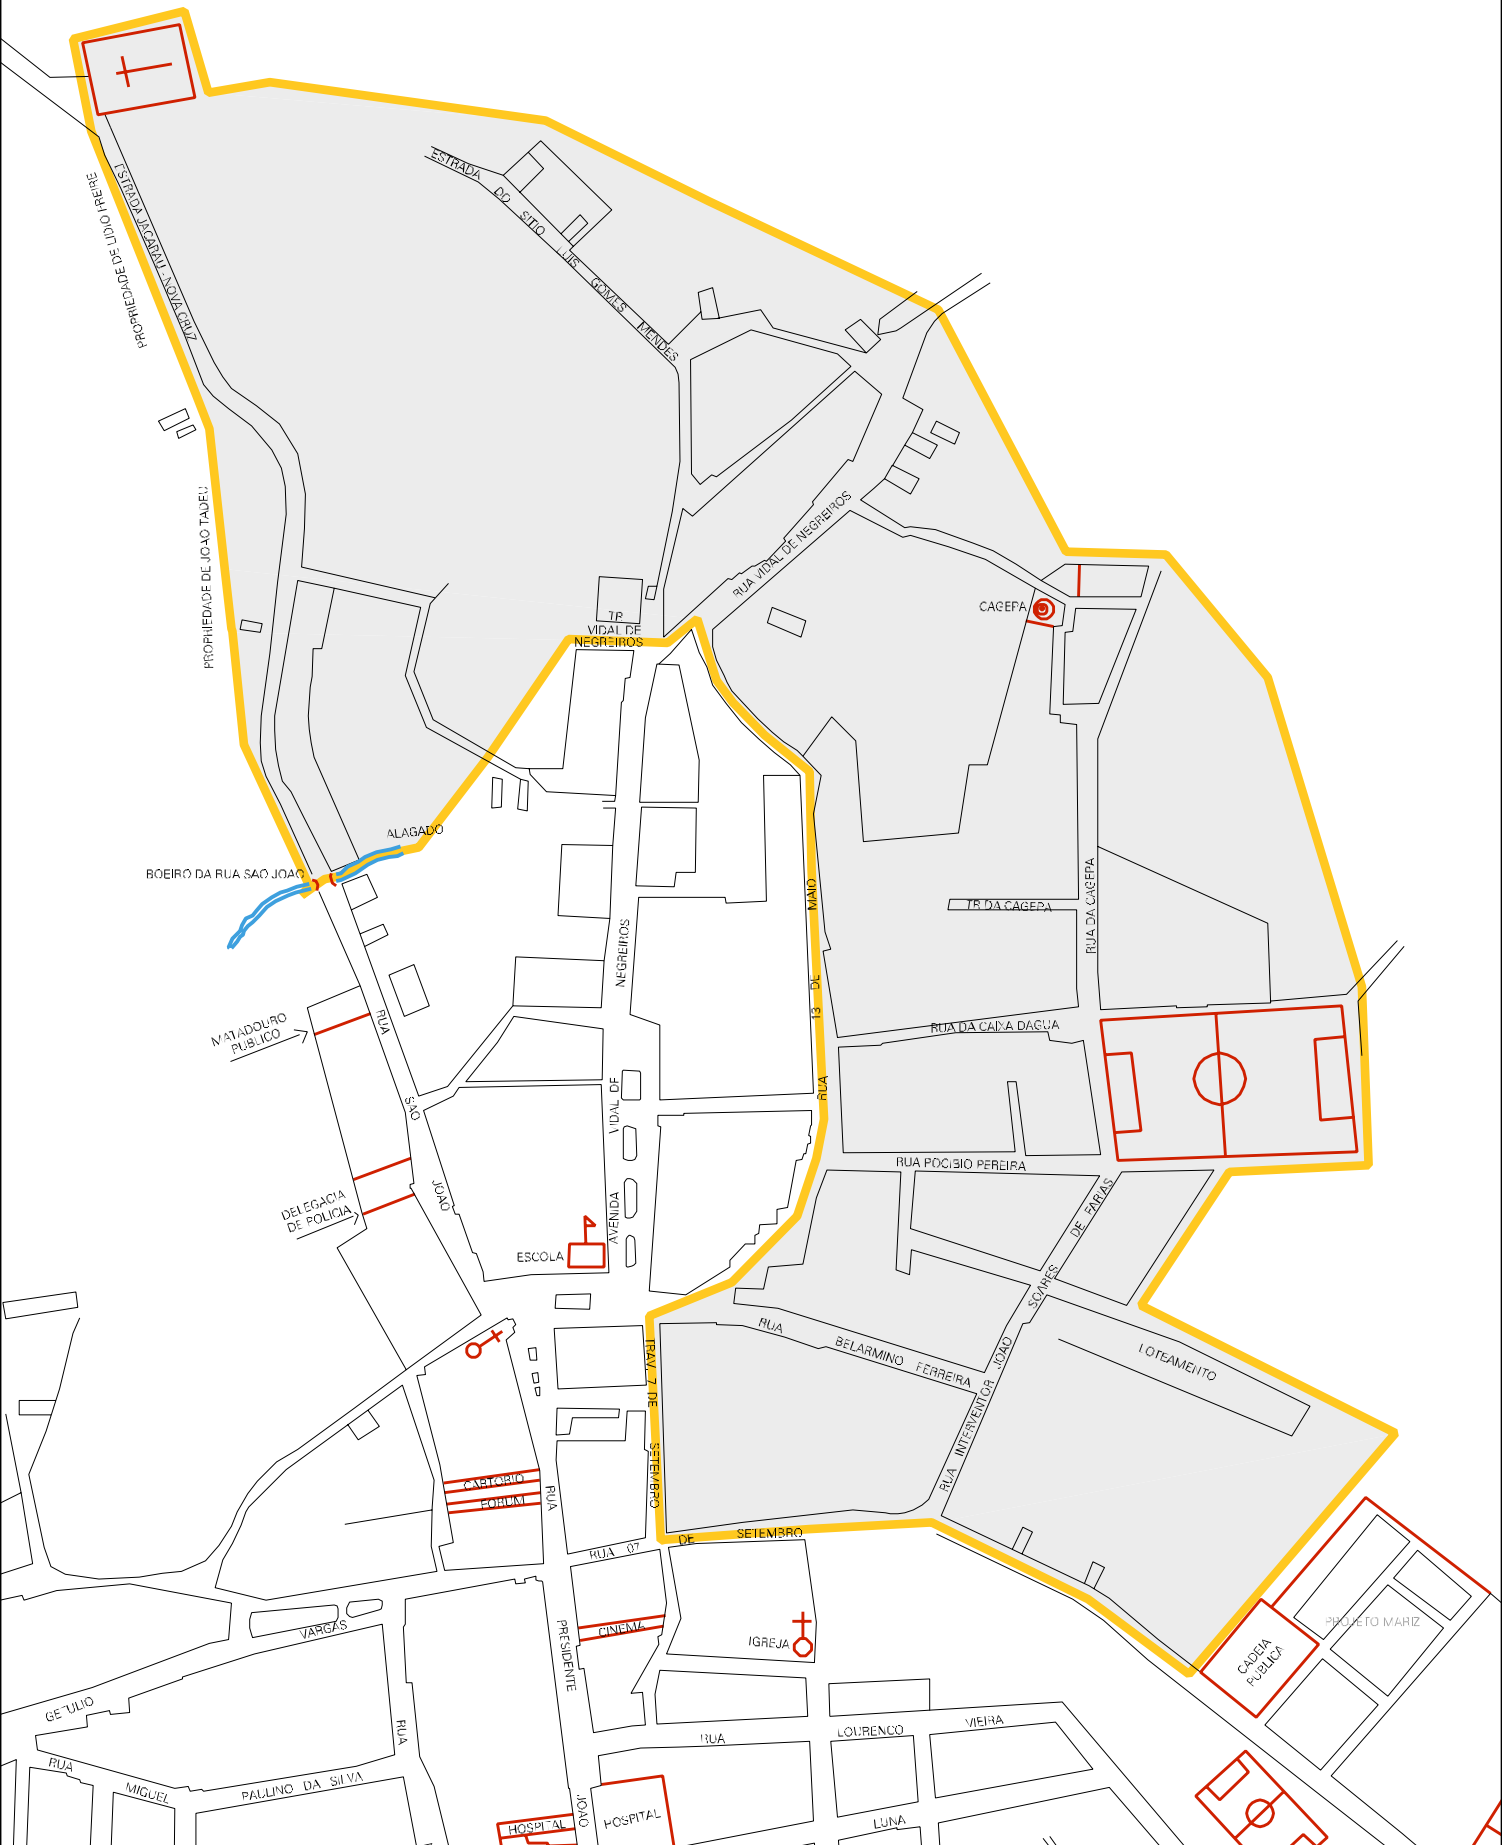 ESTRADA DO SITIO LUIS GOMES MENDES
ESTRADA JACARAU - NOVA CRUZ
PROPRIEDADE DE LIDIO FREIRE
PROPRIEDADE DE JOAO TADEU
RUA VIDAL DE NEGREIROS
CAGEPA
TR
VIDAL DE
NEGREIROS
ALAGADO
BOEIRO DA RUA SAO JOAO
RUA 13 DE MAIO
TR DA CAGEPA
RUA DA CAGEPA
AVENIDA VIDAL DE NEGREIROS
MATADOURO
PUBLICO
RUA SAO JOAO
RUA DA CAIXA DAGUA
RUA POCIBIO PEREIRA
DELEGACIA
DE POLICIA
ESCOLA
RUA INTERVENTOR JOAO SOARES DE FARIAS
RUA BELARMINO FERREIRA
LOTEAMENTO
TRAV. 7 DE SETEMBRO
CARTORIO
FORUM
RUA PRESIDENTE JOAO
RUA 07 DE SETEMBRO
CINEMA
IGREJA
PROJETO MARIZ
CADEIA
PUBLICA
GETULIO VARGAS
RUA
RUA LOURENCO VIEIRA
RUA MIGUEL PAULINO DA SILVA
HOSPITAL
HOSPITAL
LUNA